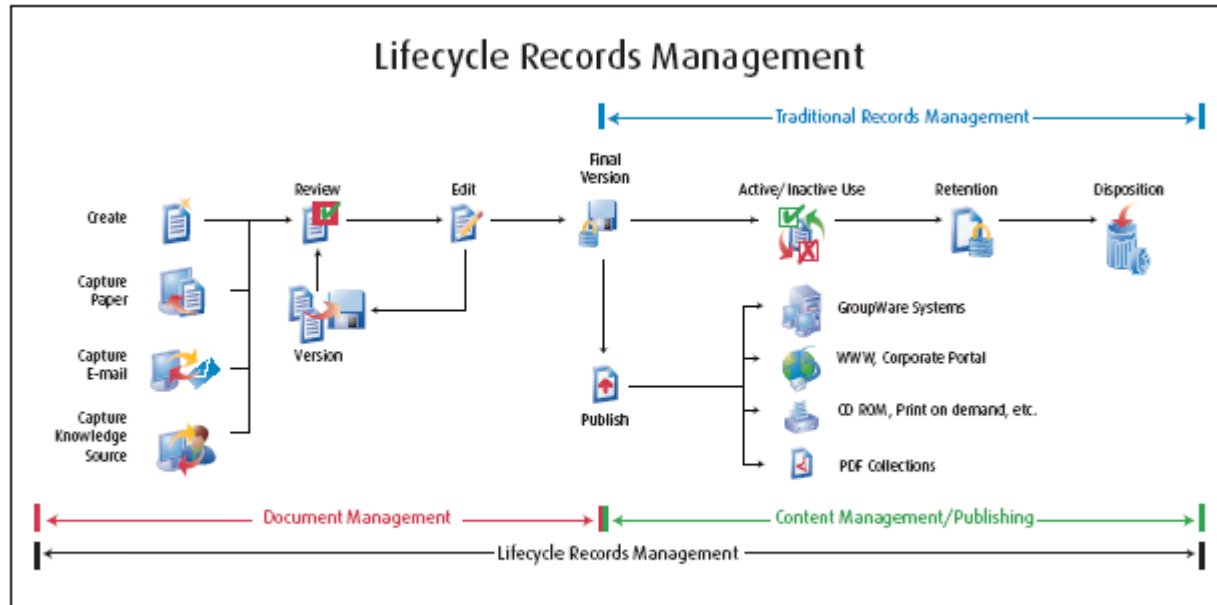 Lifecycle Records Management
Traditional Records Management
Final
Version
Review
Edit
Active/Inactive Use
Retention
Disposition
Create
Capture
Paper
Version
GroupWare Systems
Capture
E-mail
WWW, Corporate Portal
Publish
CD ROM, Print on demand, etc.
Capture
Knowledge
Source
PDF Collections
Document Management
Content Management/Publishing
Lifecycle Records Management